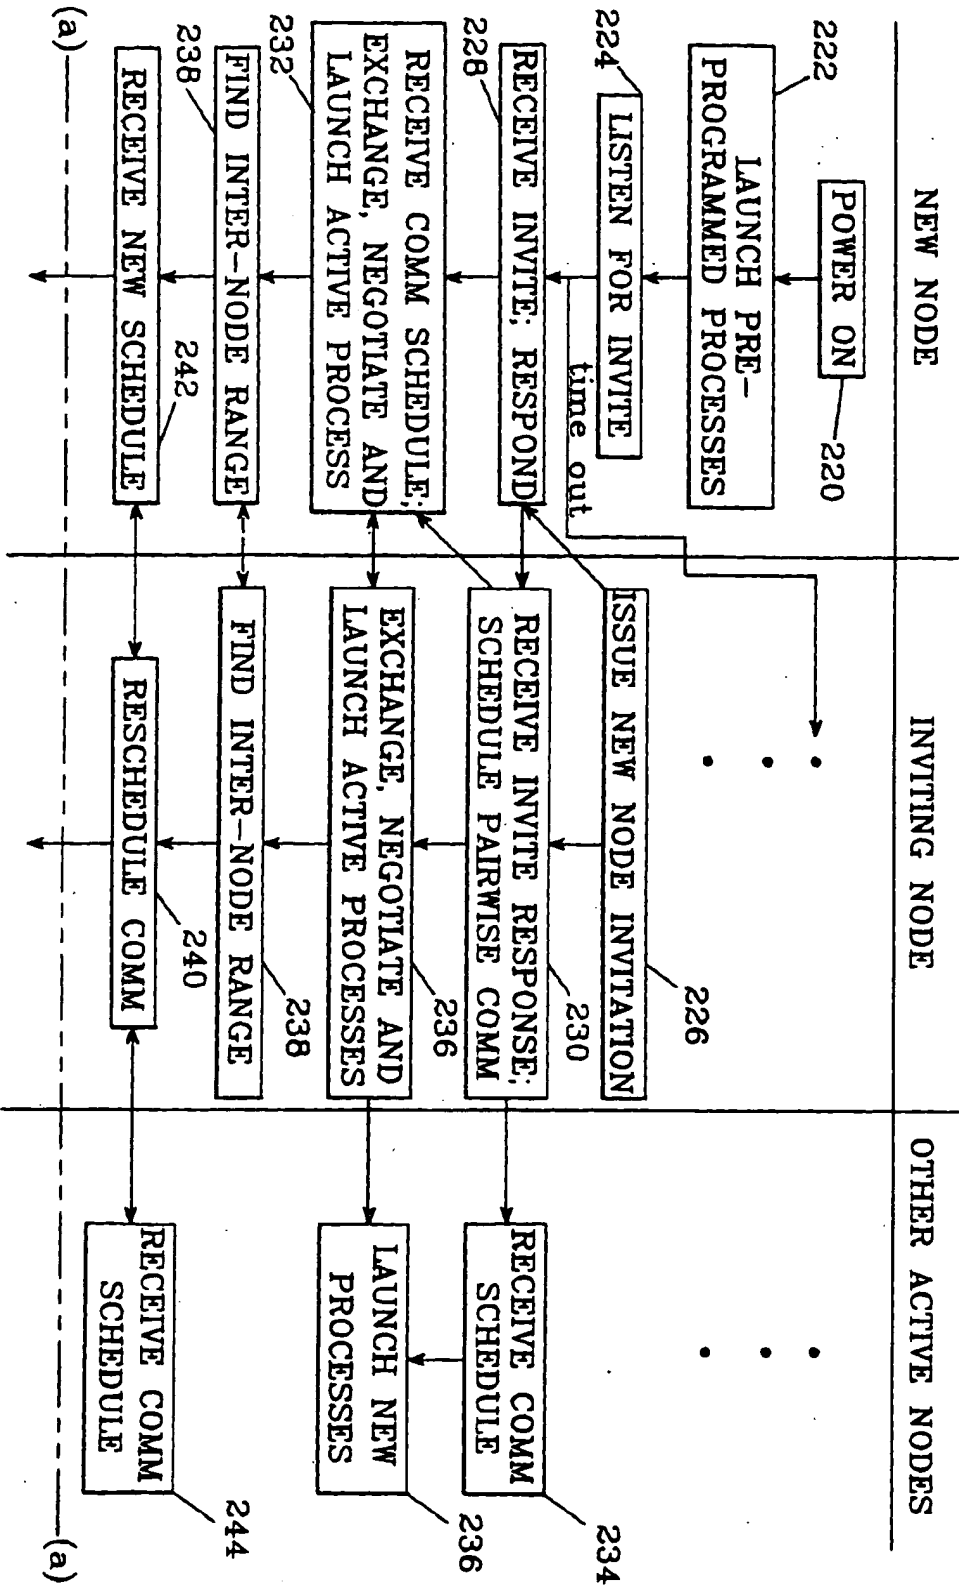 NEW NODE
INVITING NODE
OTHER ACTIVE NODES
POWER ON
220
222
LAUNCH PRE-
PROGRAMMED PROCESSES
224
LISTEN FOR INVITE
time out
228
RECEIVE INVITE; RESPOND
232
RECEIVE COMM SCHEDULE;
EXCHANGE, NEGOTIATE AND
LAUNCH ACTIVE PROCESS
238
FIND INTER-NODE RANGE
RECEIVE NEW SCHEDULE
242
ISSUE NEW NODE INVITATION
226
RECEIVE INVITE RESPONSE;
SCHEDULE PAIRWISE COMM
230
EXCHANGE, NEGOTIATE AND
LAUNCH ACTIVE PROCESSES
236
FIND INTER-NODE RANGE
238
RESCHEDULE COMM
240
RECEIVE COMM
SCHEDULE
234
LAUNCH NEW
PROCESSES
236
RECEIVE COMM
SCHEDULE
244
(a)
(a)